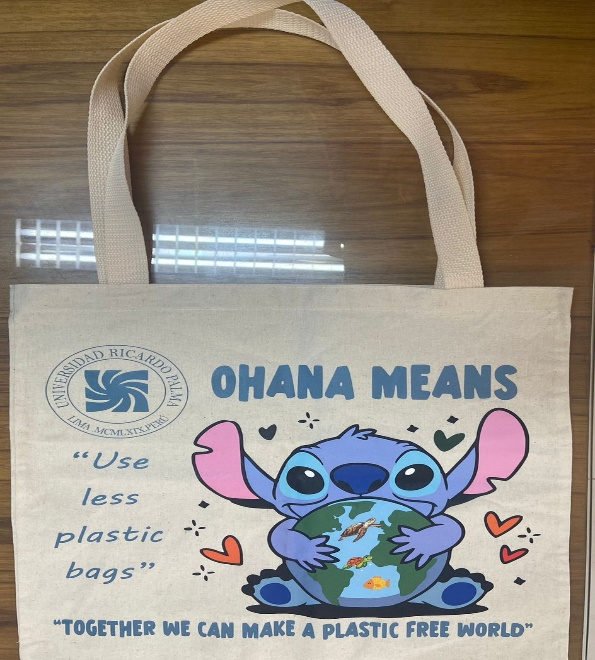 UNIVERSIDAD RICARDO PALMA
LIMA MCMLXIX.PERÚ
OHANA MEANS
“Use
less
plastic
bags”
“TOGETHER WE CAN MAKE A PLASTIC FREE WORLD”